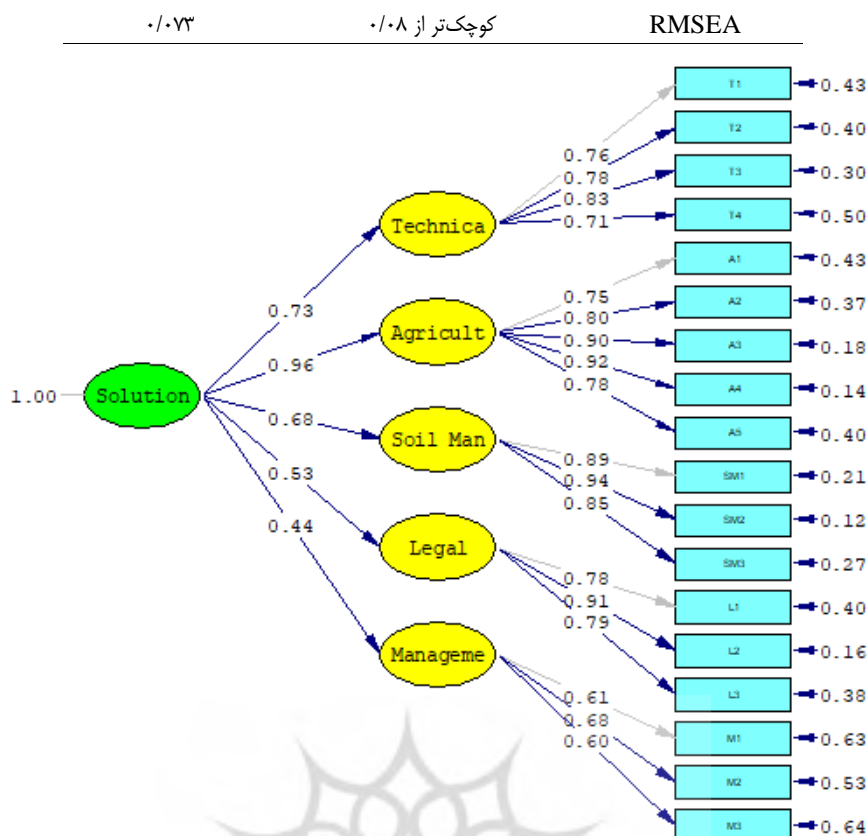 RMSEA کوچک‌تر از ۰/۰۸ ۰/۰۷۳
T1 0.43
T2 0.40
0.76
0.78
T3 0.30
0.83
Technica
0.71
T4 0.50
A1 0.43
0.75
A2 0.37
0.73
0.80
Agricult
0.90
A3 0.18
0.96
0.92
0.78
A4 0.14
1.00 Solution
0.68
A5 0.40
Soil Man
0.89
0.53
0.94
SM1 0.21
0.85
SM2 0.12
0.44
Legal
SM3 0.27
0.78
0.91
L1 0.40
0.79
Manageme
L2 0.16
L3 0.38
0.61
0.68
M1 0.63
0.60
M2 0.53
M3 0.64